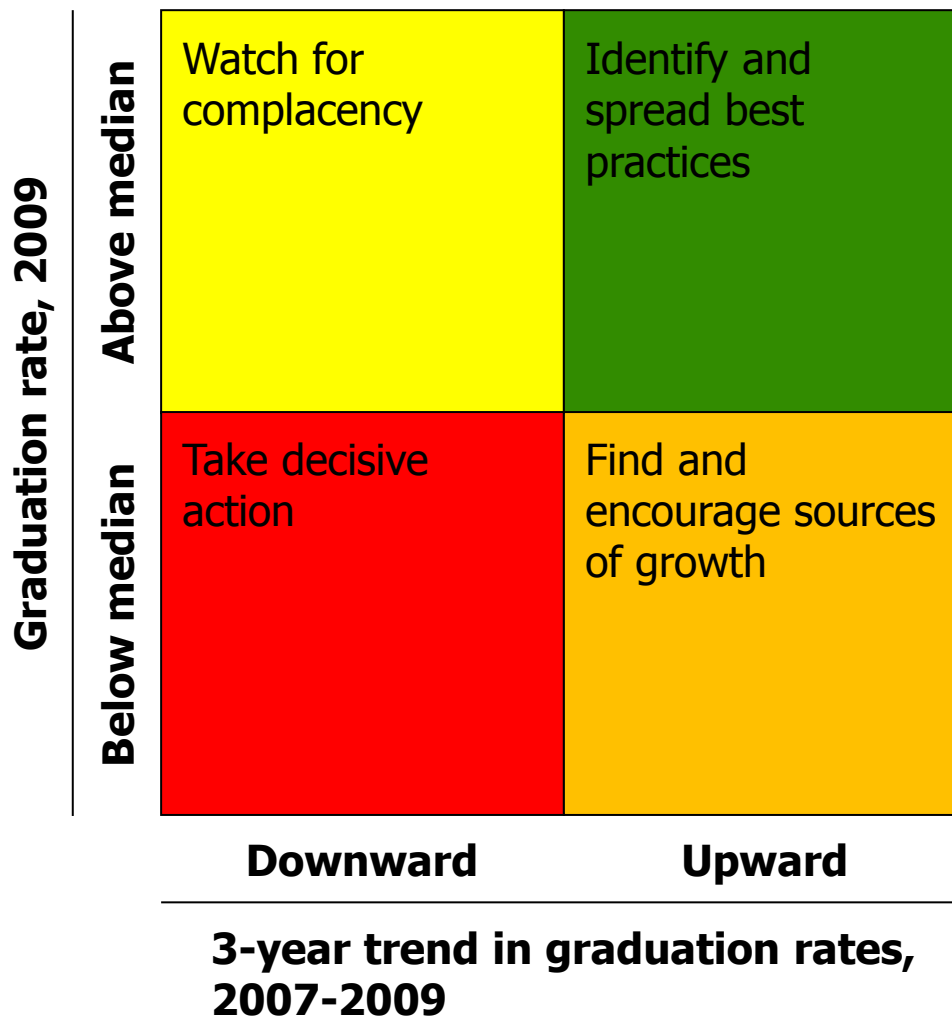 Graduation rate, 2009
Above median
Below median
Watch for
complacency
Identify and
spread best
practices
Take decisive
action
Find and
encourage sources
of growth
Downward
Upward
3-year trend in graduation rates,
2007-2009